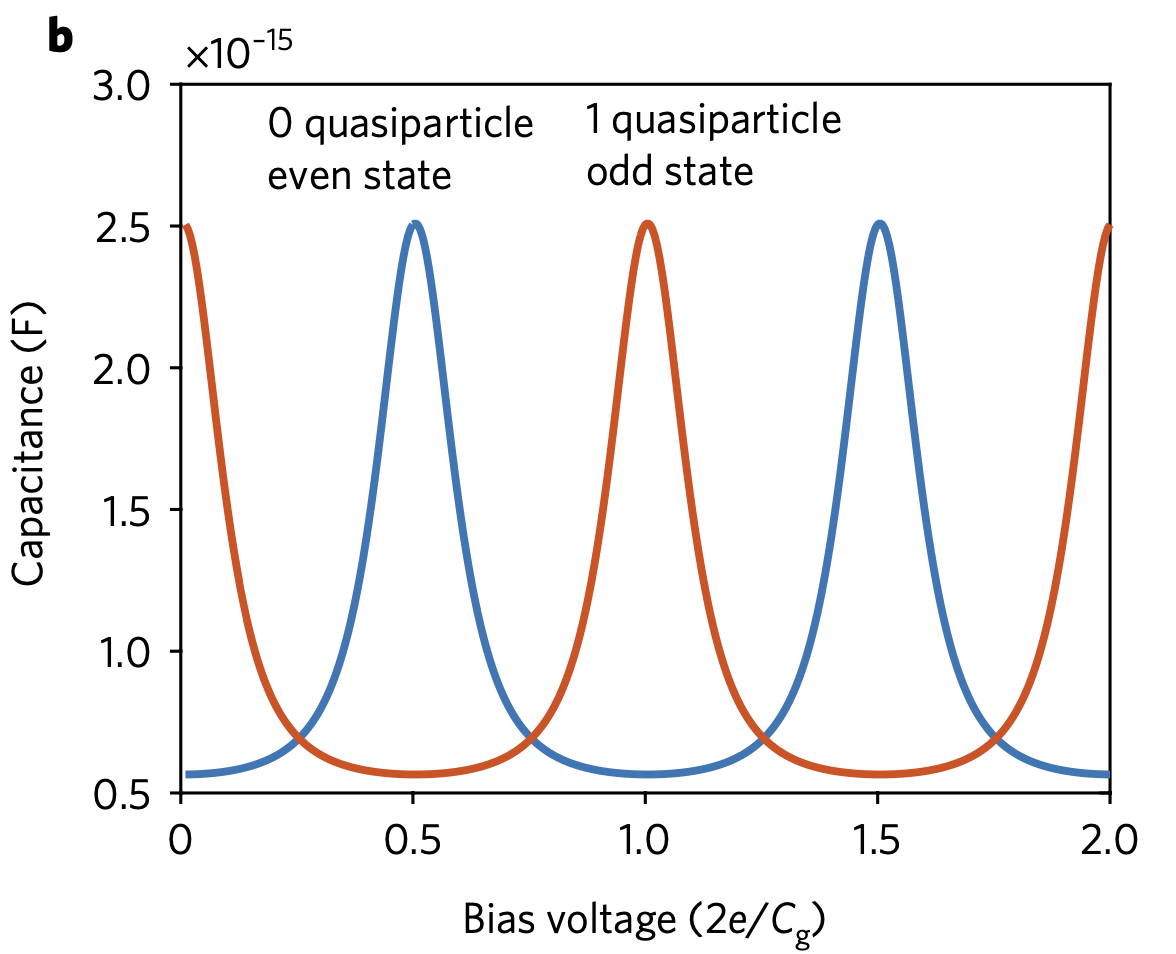 b
×10⁻¹⁵
3.0
2.5
2.0
1.5
1.0
0.5
Capacitance (F)
0 quasiparticle
even state
1 quasiparticle
odd state
0
0.5
1.0
1.5
2.0
Bias voltage (2e/Cg)